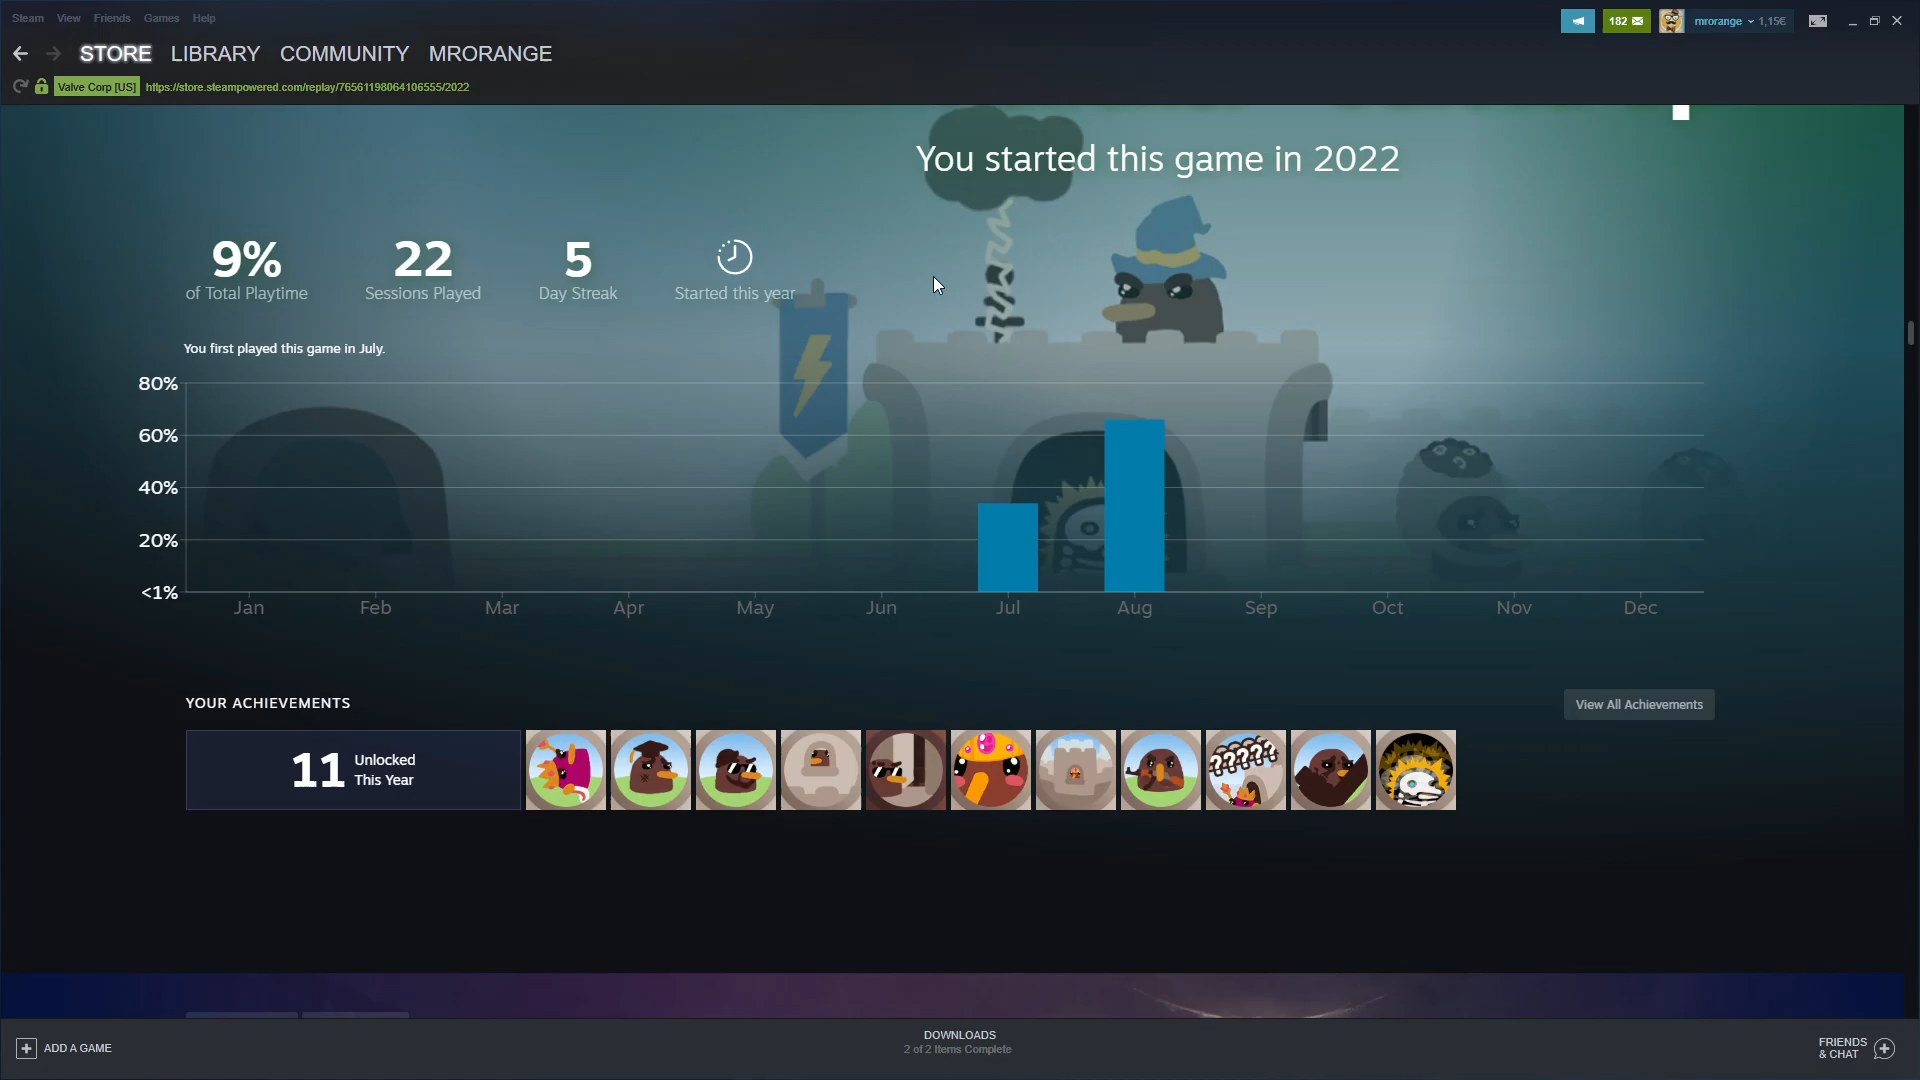 Steam View Friends Games Help
182
mrorange 1,15€
STORE LIBRARY COMMUNITY MRORANGE
Valve Corp [US] https://store.steampowered.com/replay/76561198064106555/2022
You started this game in 2022
9% 22 5
of Total Playtime Sessions Played Day Streak Started this year
You first played this game in July.
80%
60%
40%
20%
<1%
Jan Feb Mar Apr May Jun Jul Aug Sep Oct Nov Dec
YOUR ACHIEVEMENTS
View All Achievements
11 Unlocked
This Year
?????
DOWNLOADS
2 of 2 Items Complete
ADD A GAME
FRIENDS
& CHAT